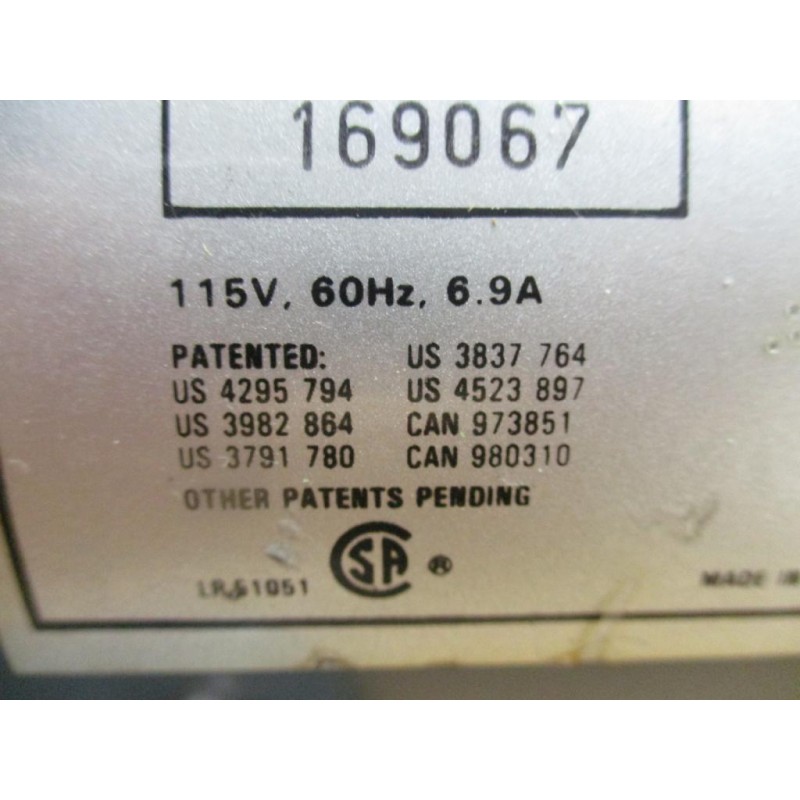 169067
115V, 60Hz, 6.9A
PATENTED: US 3837 764
US 4295 794 US 4523 897
US 3982 864 CAN 973851
US 3791 780 CAN 980310
OTHER PATENTS PENDING
LR 51051 CSA ®
MADE IN